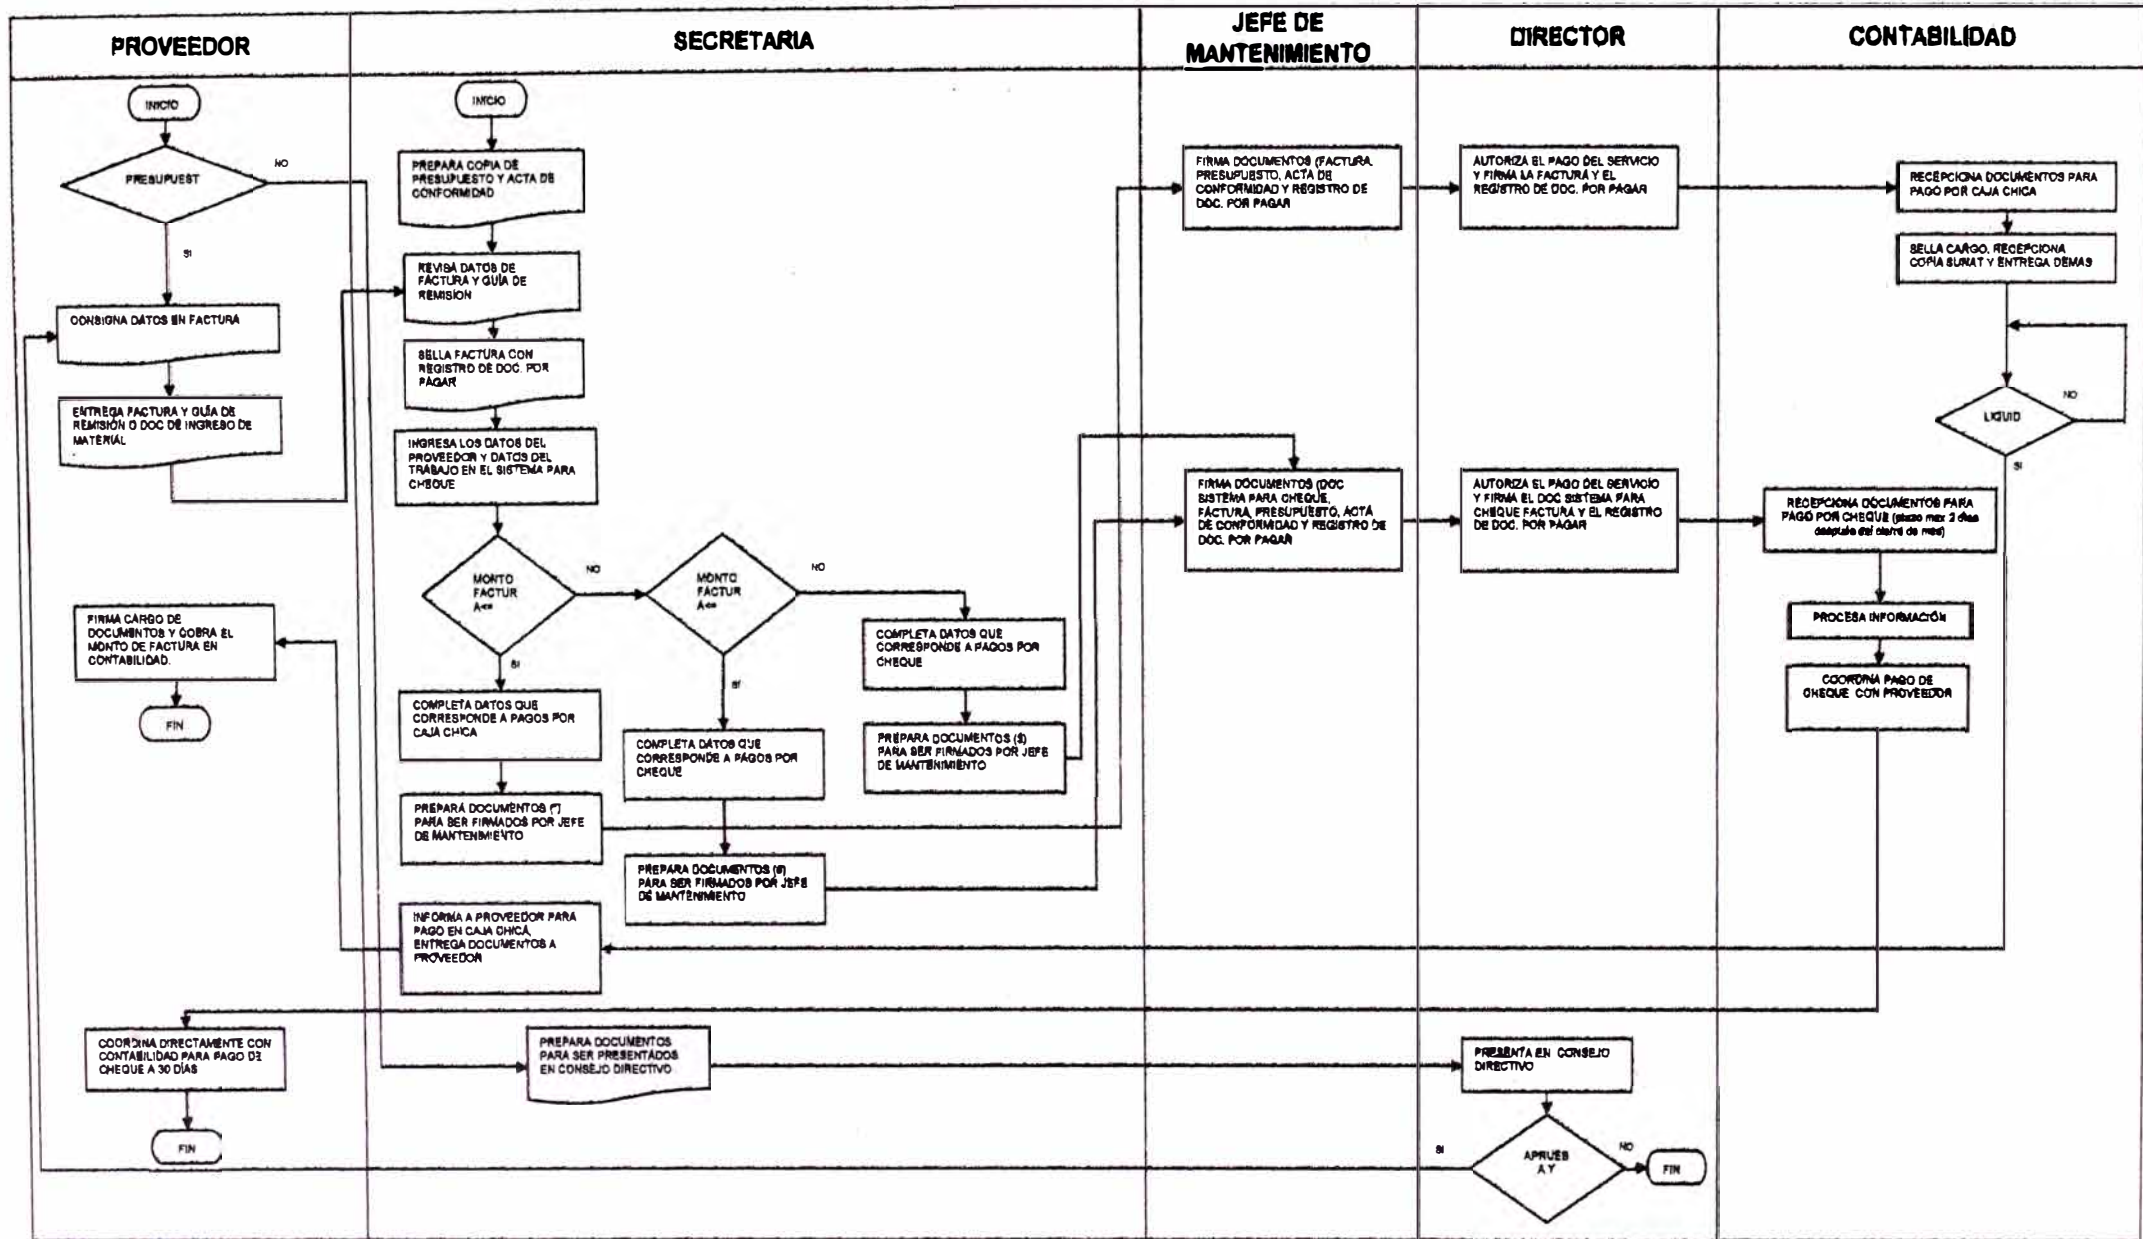 PROVEEDOR
SECRETARIA
JEFE DE
MANTENIMIENTO
DIRECTOR
CONTABILIDAD
INICIO
PRESUPUEST
NO
SI
CONSIGNA DATOS EN FACTURA
ENTREGA FACTURA Y GUÍA DE
REMISIÓN O DOC DE INGRESO DE
MATERIAL
FIRMA CARGO DE
DOCUMENTOS Y COBRA EL
MONTO DE FACTURA EN
CONTABILIDAD.
FIN
COORDINA DIRECTAMENTE CON
CONTABILIDAD PARA PAGO DE
CHEQUE A 30 DÍAS
FIN
INICIO
PREPARA COPIA DE
PRESUPUESTO Y ACTA DE
CONFORMIDAD
REVISA DATOS DE
FACTURA Y GUÍA DE
REMISIÓN
SELLA FACTURA CON
REGISTRO DE DOC. POR
PAGAR
INGRESA LOS DATOS DEL
PROVEEDOR Y DATOS DEL
TRABAJO EN EL SISTEMA PARA
CHEQUE
MONTO
FACTUR
A<=
NO
SI
MONTO
FACTUR
A<=
NO
SI
COMPLETA DATOS QUE
CORRESPONDE A PAGOS POR
CAJA CHICA
COMPLETA DATOS QUE
CORRESPONDE A PAGOS POR
CHEQUE
COMPLETA DATOS QUE
CORRESPONDE A PAGOS POR
CHEQUE
PREPARA DOCUMENTOS ($)
PARA SER FIRMADOS POR JEFE
DE MANTENIMIENTO
PREPARA DOCUMENTOS (*)
PARA SER FIRMADOS POR JEFE
DE MANTENIMIENTO
PREPARA DOCUMENTOS
PARA SER FIRMADOS POR JEFE
DE MANTENIMIENTO
INFORMA A PROVEEDOR PARA
PAGO EN CAJA CHICA,
ENTREGA DOCUMENTOS A
PROVEEDOR
PREPARA DOCUMENTOS
PARA SER PRESENTADOS
EN CONSEJO DIRECTIVO
FIRMA DOCUMENTOS (FACTURA,
PRESUPUESTO, ACTA DE
CONFORMIDAD Y REGISTRO DE
DOC. POR PAGAR
FIRMA DOCUMENTOS (DOC
SISTEMA PARA CHEQUE,
FACTURA, PRESUPUESTO, ACTA
DE CONFORMIDAD Y REGISTRO DE
DOC. POR PAGAR
AUTORIZA EL PAGO DEL SERVICIO
Y FIRMA LA FACTURA Y EL
REGISTRO DE DOC. POR PAGAR
AUTORIZA EL PAGO DEL SERVICIO
Y FIRMA EL DOC SISTEMA PARA
CHEQUE FACTURA Y EL REGISTRO
DE DOC. POR PAGAR
PRESENTA EN CONSEJO
DIRECTIVO
APRUEB
A Y
SI
NO
FIN
RECEPCIONA DOCUMENTOS PARA
PAGO POR CAJA CHICA
SELLA CARGO, RECEPCIONA
COPIA SUNAT Y ENTREGA DEMAS
LIQUID
NO
SI
RECEPCIONA DOCUMENTOS PARA
PAGO POR CHEQUE (plazo max 2 días
después del cierre de mes)
PROCESA INFORMACIÓN
COORDINA PAGO DE
CHEQUE CON PROVEEDOR